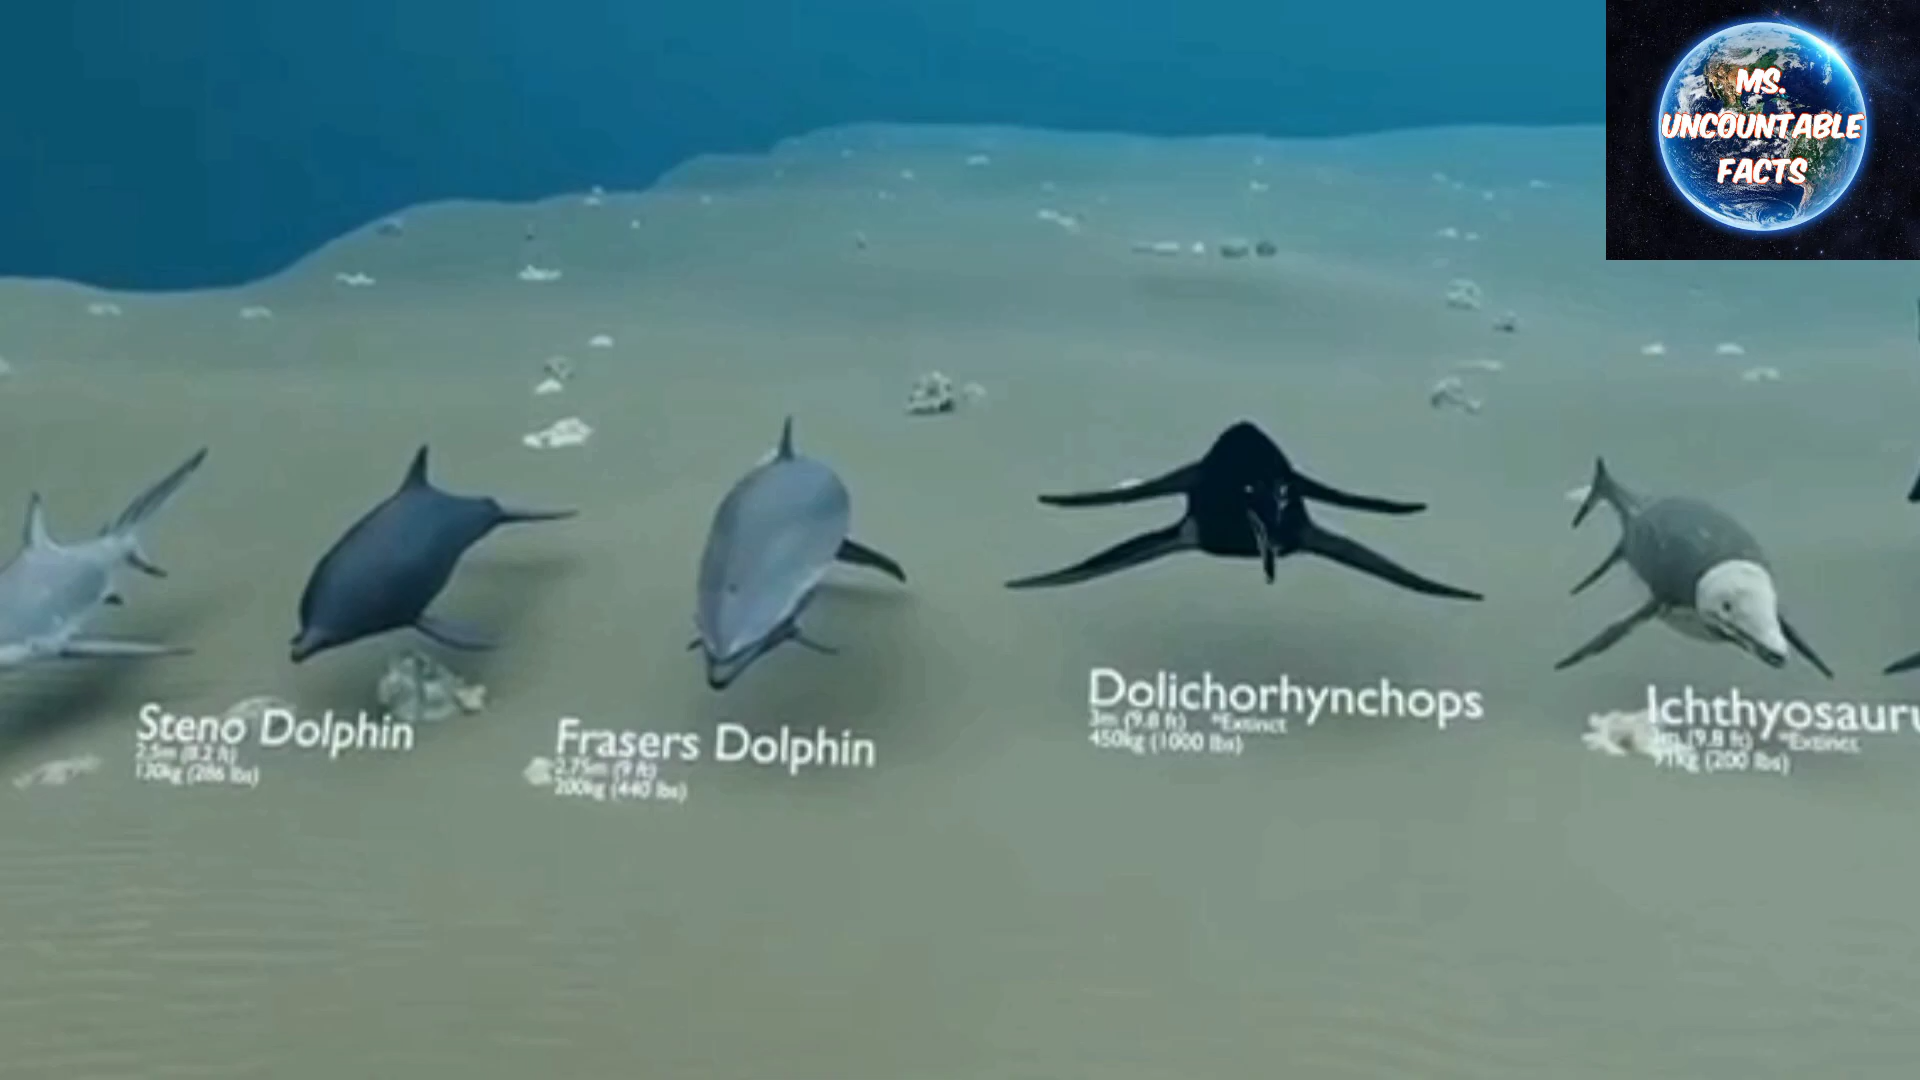 MS.
UNCOUNTABLE
FACTS
Steno Dolphin
2.5m (8.2 ft)
130kg (286 lbs)
Frasers Dolphin
2.75m (9 ft)
200kg (440 lbs)
Dolichorhynchops
3m (9.8 ft) *Extinct
450kg (1000 lbs)
Ichthyosauru
3m (9.8 ft) *Extinct
91kg (200 lbs)